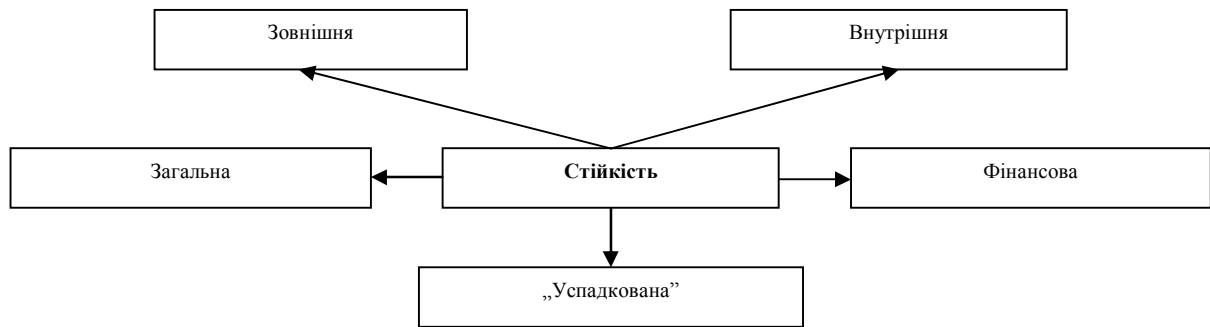 Зовнішня
Внутрішня
Загальна
Стійкість
Фінансова
„Успадкована”